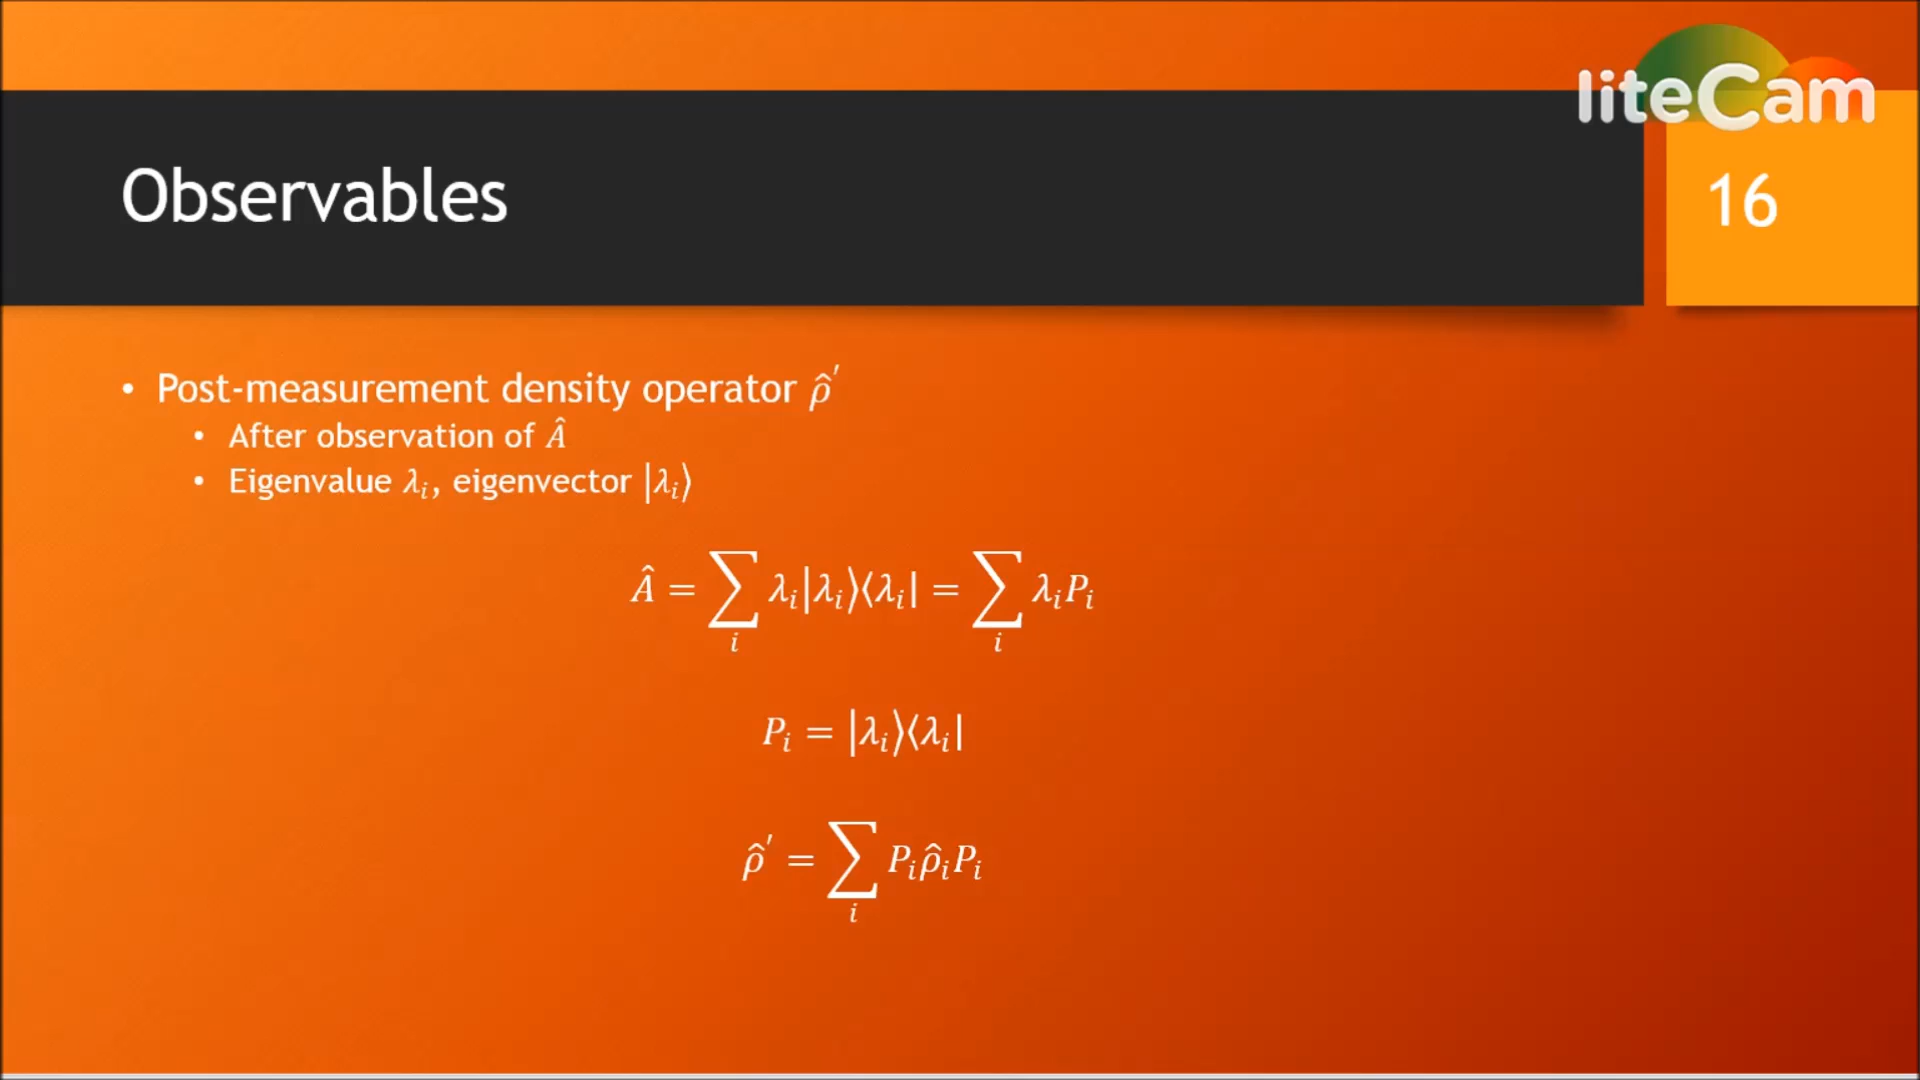 liteCam
Observables
16
• Post-measurement density operator ρ̂′
• After observation of Â
• Eigenvalue λᵢ, eigenvector |λᵢ⟩
Â = ∑ᵢ λᵢ|λᵢ⟩⟨λᵢ| = ∑ᵢ λᵢPᵢ
Pᵢ = |λᵢ⟩⟨λᵢ|
ρ̂′ = ∑ᵢ Pᵢρ̂ᵢPᵢ